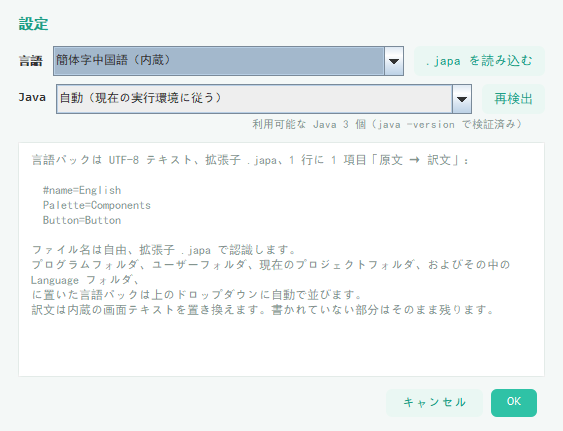 設定
言語 簡体字中国語（内蔵） .japa を読み込む
Java 自動（現在の実行環境に従う） 再検出
利用可能な Java 3 個（java -version で検証済み）
言語パックは UTF-8 テキスト、拡張子 .japa、1 行に 1 項目「原文 → 訳文」:
#name=English
Palette=Components
Button=Button
ファイル名は自由、拡張子 .japa で認識します。
プログラムフォルダ、ユーザーフォルダ、現在のプロジェクトフォルダ、およびその中の
Language フォルダ、
に置いた言語パックは上のドロップダウンに自動で並びます。
訳文は内蔵の画面テキストを置き換えます。書かれていない部分はそのまま残ります。
キャンセル OK